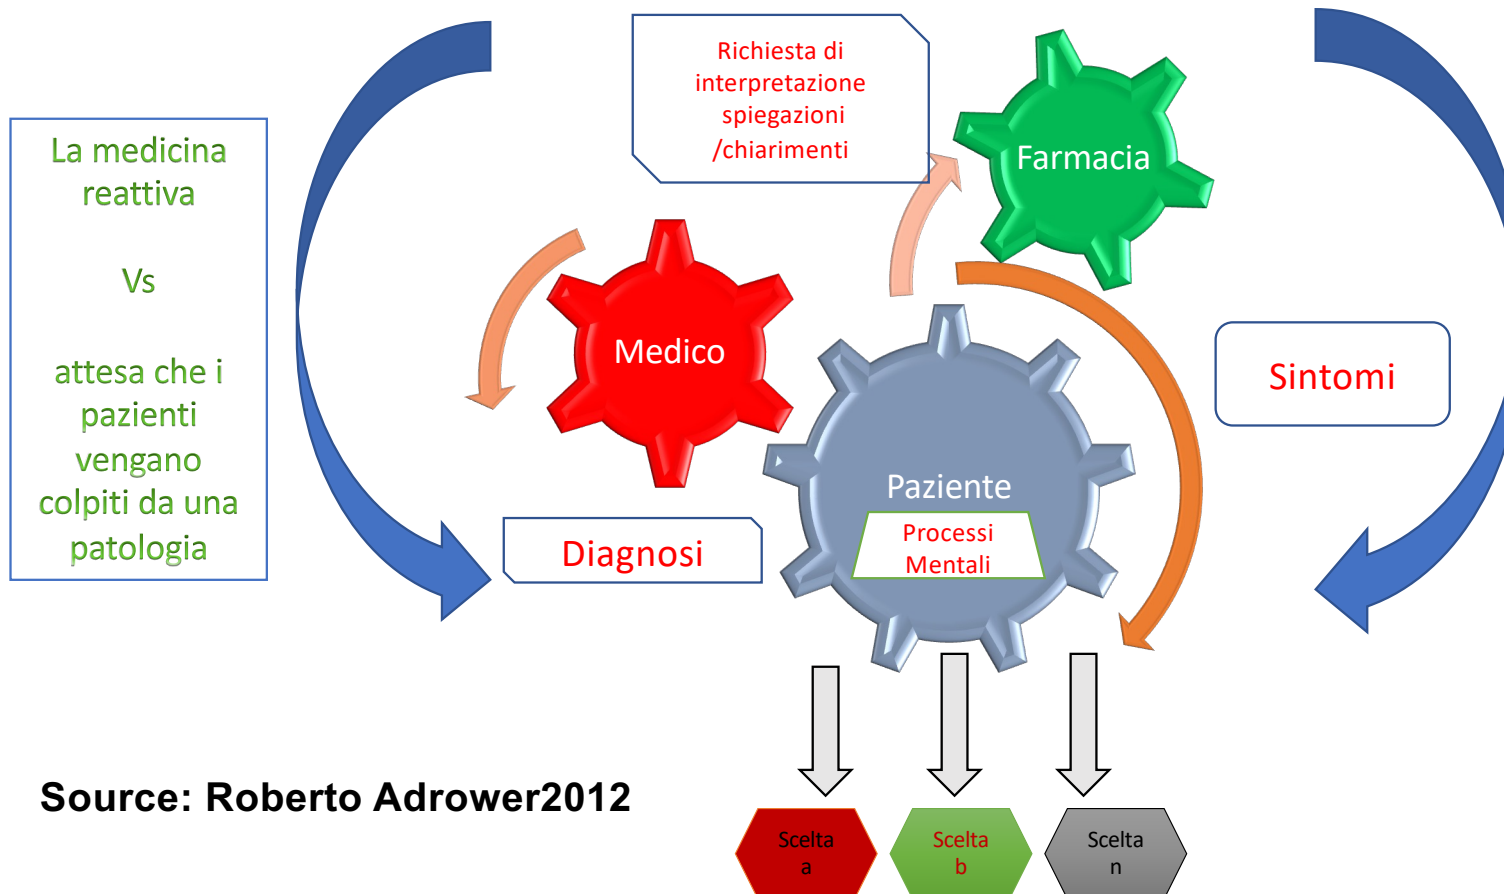 La medicina
reattiva
Vs
attesa che i
pazienti
vengano
colpiti da una
patologia
Richiesta di
interpretazione
spiegazioni
/chiarimenti
Farmacia
Medico
Sintomi
Paziente
Processi
Mentali
Diagnosi
Source: Roberto Adrower2012
Scelta
a
Scelta
b
Scelta
n